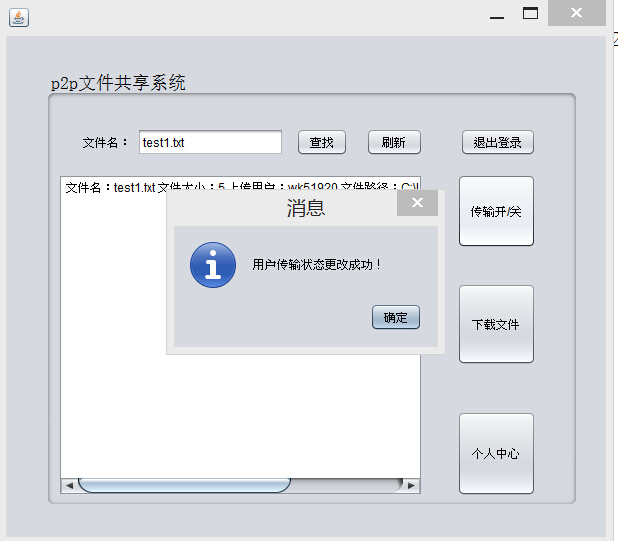 p2p文件共享系统
文件名： test1.txt 查找 刷新 退出登录
文件名：test1.txt文件大小：5上传用户：wk51920 文件路径：C:\
传输开/关
消息
用户传输状态更改成功！
确定
下载文件
个人中心